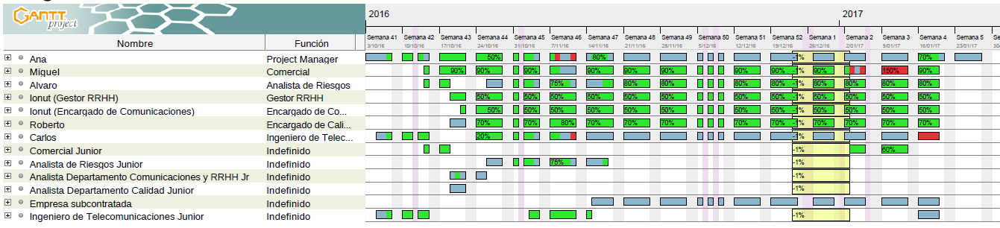 GANTT project
2016 2017
Nombre Función Semana 41 Semana 42 Semana 43 Semana 44 Semana 45 Semana 46 Semana 47 Semana 48 Semana 49 Semana 50 Semana 51 Semana 52 Semana 1 Semana 2 Semana 3 Semana 4 Semana 5
3/10/16 10/10/16 17/10/16 24/10/16 31/10/16 7/11/16 14/11/16 21/11/16 28/11/16 5/12/16 12/12/16 19/12/16 26/12/16 2/01/17 9/01/17 16/01/17 23/01/17 30/
Ana Project Manager 50% 80% -1% 70%
Miguel Comercial 90% 90% 90% 90% 90% 90% 90% 90% 90% -1% 90% 150% 90%
Alvaro Analista de Riesgos 75% 80% 80% 80% 80% -1% 80% 80% 80% 80%
Ionut (Gestor RRHH) Gestor RRHH 50% 50% 50% 50% 50% 50% 50% 50% -1% 50% 50% 50% 50%
Ionut (Encargado de Comunicaciones) Encargado de Co... 50% 50% 50% 50% 50% 50% 50% 50% -1% 50% 50% 50% 50%
Roberto Encargado de Cali... 70% 70% 80% 70% 70% 70% 70% 70% -1% 70% 70% 70% 70%
Carlos Ingeniero de Telec... 20% -1%
Comercial Junior Indefinido -1%
Analista de Riesgos Junior Indefinido 75% -1%
Analista Departamento Comunicaciones y RRHH Jr Indefinido -1%
Analista Departamento Calidad Junior Indefinido -1%
Empresa subcontratada Indefinido -1%
Ingeniero de Telecomunicaciones Junior Indefinido -1%